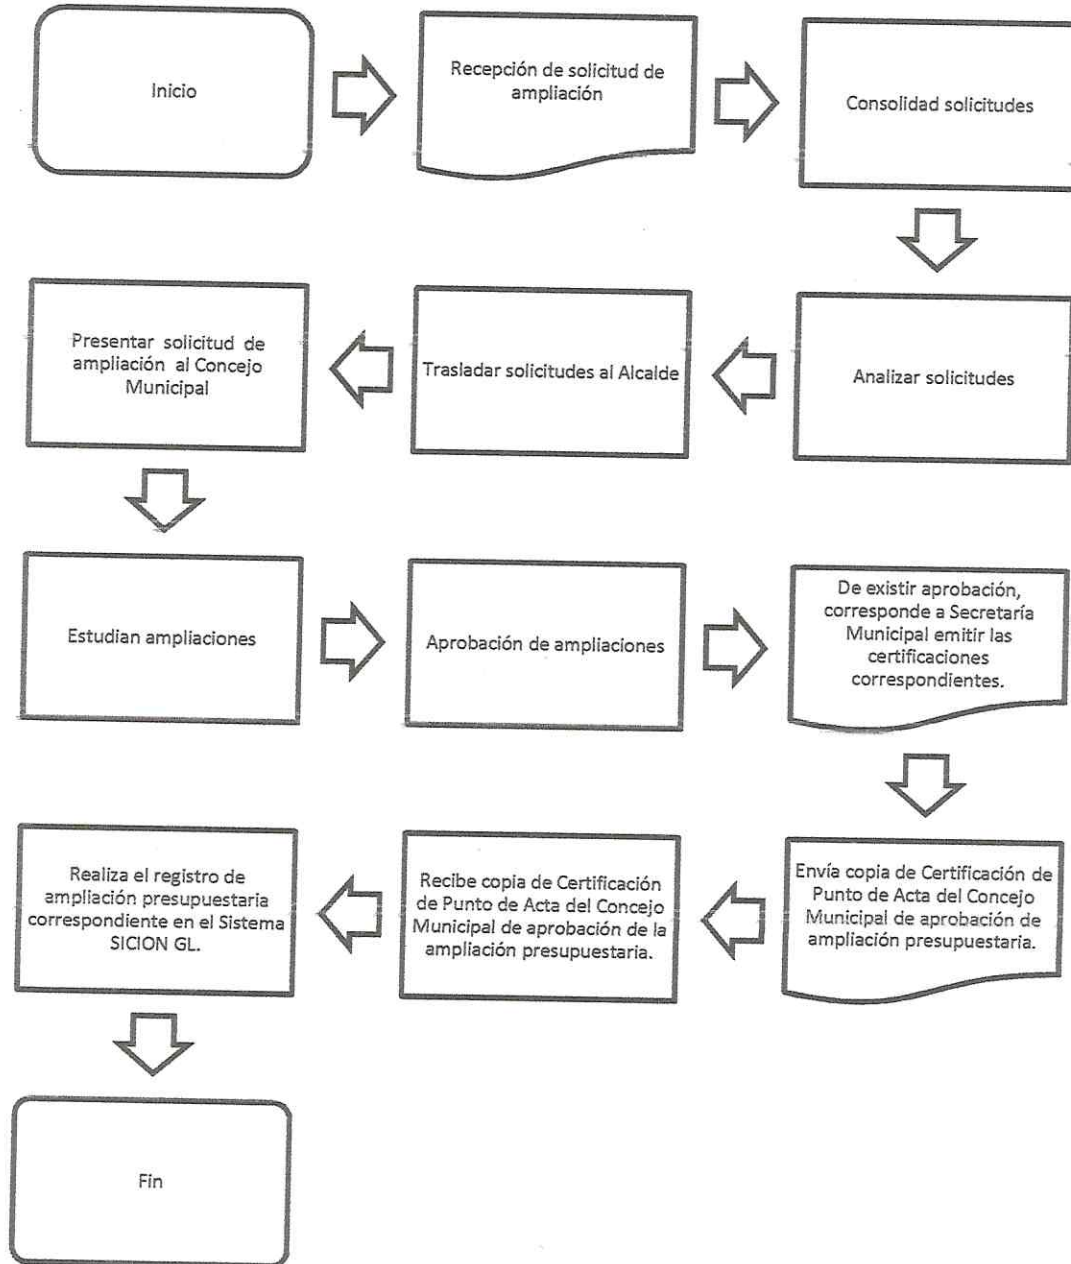 Inicio
Recepción de solicitud de
ampliación
Consolidad solicitudes
Analizar solicitudes
Trasladar solicitudes al Alcalde
Presentar solicitud de
ampliación al Concejo
Municipal
Estudian ampliaciones
Aprobación de ampliaciones
De existir aprobación,
corresponde a Secretaría
Municipal emitir las
certificaciones
correspondientes.
Envía copia de Certificación de
Punto de Acta del Concejo
Municipal de aprobación de
ampliación presupuestaria.
Recibe copia de Certificación
de Punto de Acta del Concejo
Municipal de aprobación de la
ampliación presupuestaria.
Realiza el registro de
ampliación presupuestaria
correspondiente en el Sistema
SICION GL.
Fin